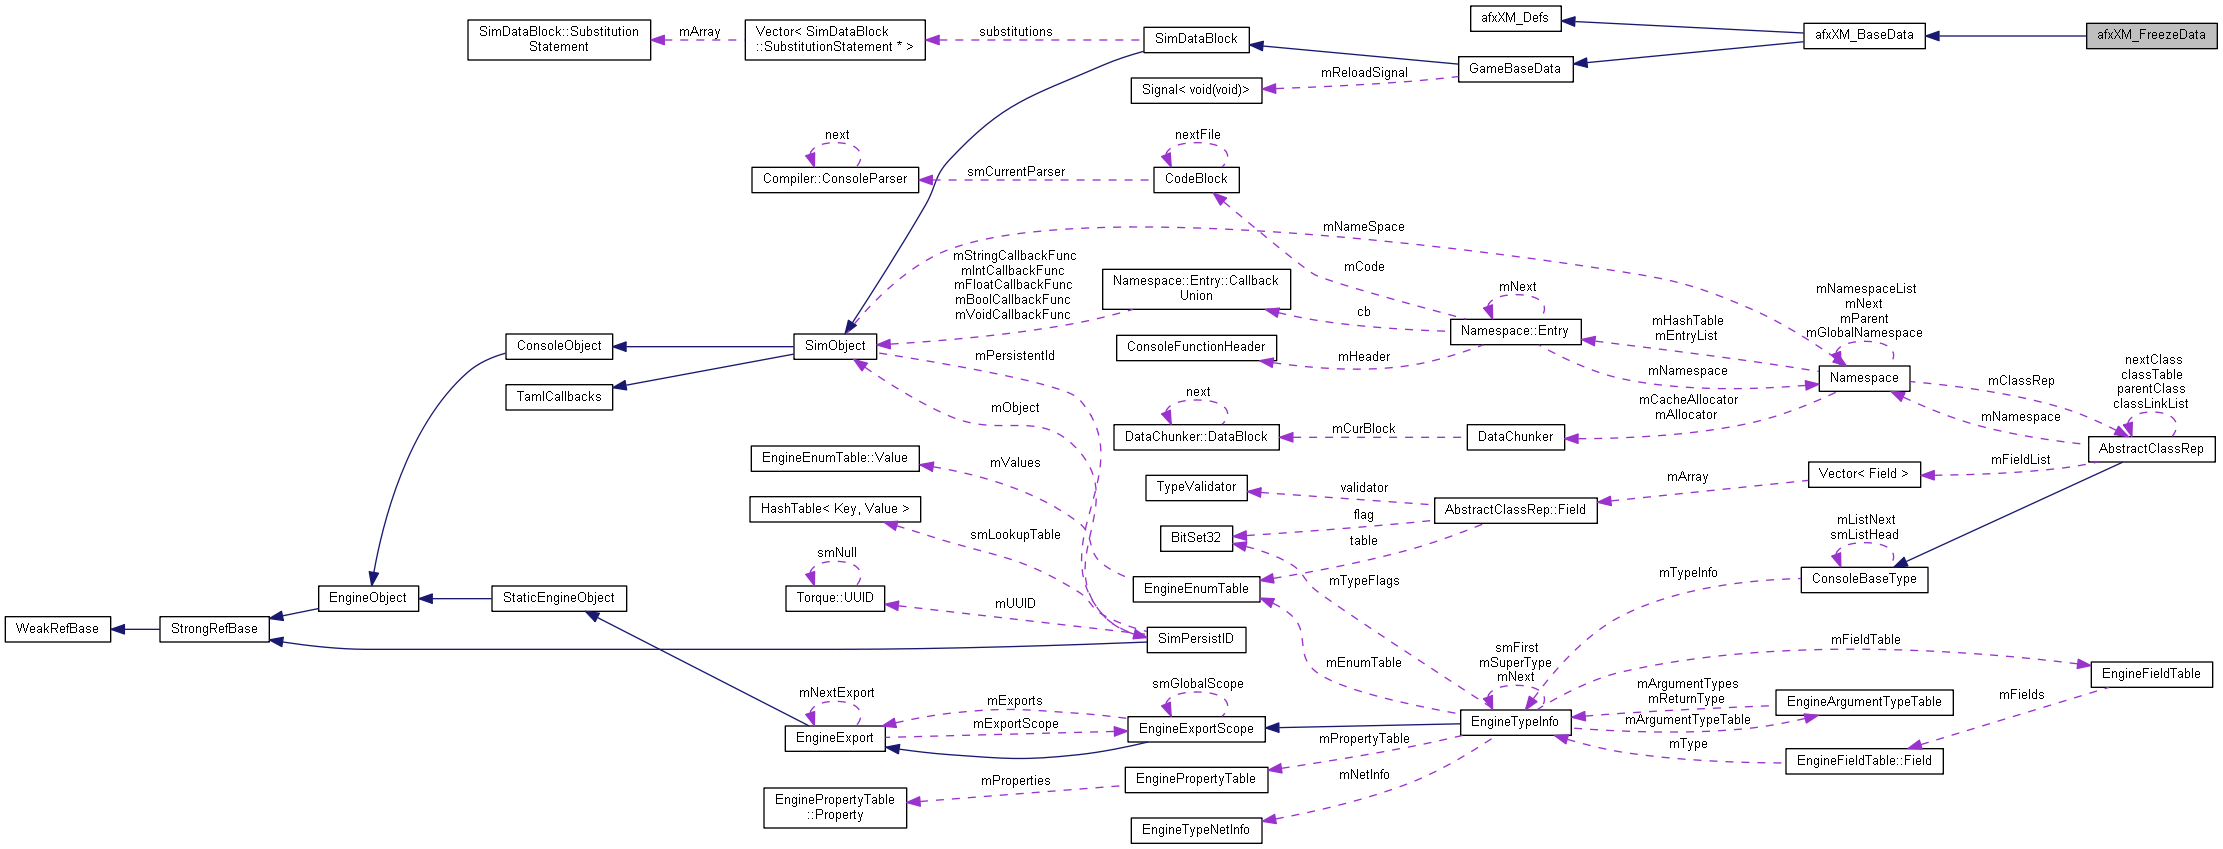 afxXM_Defs
SimDataBlock::Substitution
Statement
mArray
Vector< SimDataBlock
::SubstitutionStatement * >
substitutions
SimDataBlock
afxXM_BaseData
afxXM_FreezeData
GameBaseData
mReloadSignal
Signal< void(void)>
next
Compiler::ConsoleParser
smCurrentParser
nextFile
CodeBlock
mNameSpace
mStringCallbackFunc
mIntCallbackFunc
mFloatCallbackFunc
mBoolCallbackFunc
mVoidCallbackFunc
Namespace::Entry::Callback
Union
mCode
cb
mNext
Namespace::Entry
mNamespaceList
mNext
mParent
mGlobalNamespace
mHashTable
mEntryList
ConsoleObject
SimObject
mPersistentId
ConsoleFunctionHeader
mHeader
mNamespace
Namespace
mClassRep
nextClass
classTable
parentClass
classLinkList
TamlCallbacks
mObject
next
DataChunker::DataBlock
mCurBlock
DataChunker
mCacheAllocator
mAllocator
mNamespace
AbstractClassRep
EngineEnumTable::Value
mValues
mFieldList
Vector< Field >
mArray
TypeValidator
validator
HashTable< Key, Value >
AbstractClassRep::Field
flag
BitSet32
table
smLookupTable
mListNext
smListHead
ConsoleBaseType
mTypeInfo
mTypeFlags
EngineEnumTable
smNull
Torque::UUID
mUUID
EngineObject
StaticEngineObject
WeakRefBase
StrongRefBase
SimPersistID
mFieldTable
mEnumTable
smFirst
mSuperType
mNext
EngineFieldTable
mNextExport
EngineExport
mExports
mExportScope
smGlobalScope
EngineExportScope
EngineTypeInfo
mArgumentTypes
mReturnType
mArgumentTypeTable
EngineArgumentTypeTable
mFields
mType
EngineFieldTable::Field
mPropertyTable
EnginePropertyTable
mProperties
EnginePropertyTable
::Property
mNetInfo
EngineTypeNetInfo